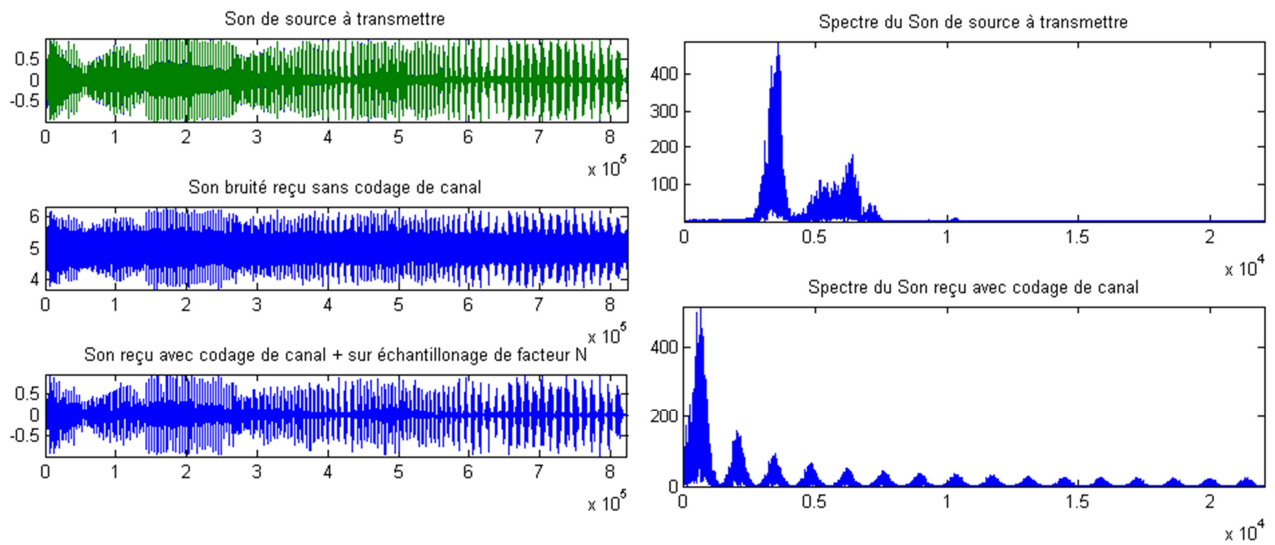 Son de source à transmettre
0.5
0
-0.5
0 1 2 3 4 5 6 7 8
x 10^5
Son bruité reçu sans codage de canal
6
5
4
0 1 2 3 4 5 6 7 8
x 10^5
Son reçu avec codage de canal + sur échantillonage de facteur N
0.5
0
-0.5
0 1 2 3 4 5 6 7 8
x 10^5
Spectre du Son de source à transmettre
400
300
200
100
0 0.5 1 1.5 2
x 10^4
Spectre du Son reçu avec codage de canal
400
200
0
0 0.5 1 1.5 2
x 10^4